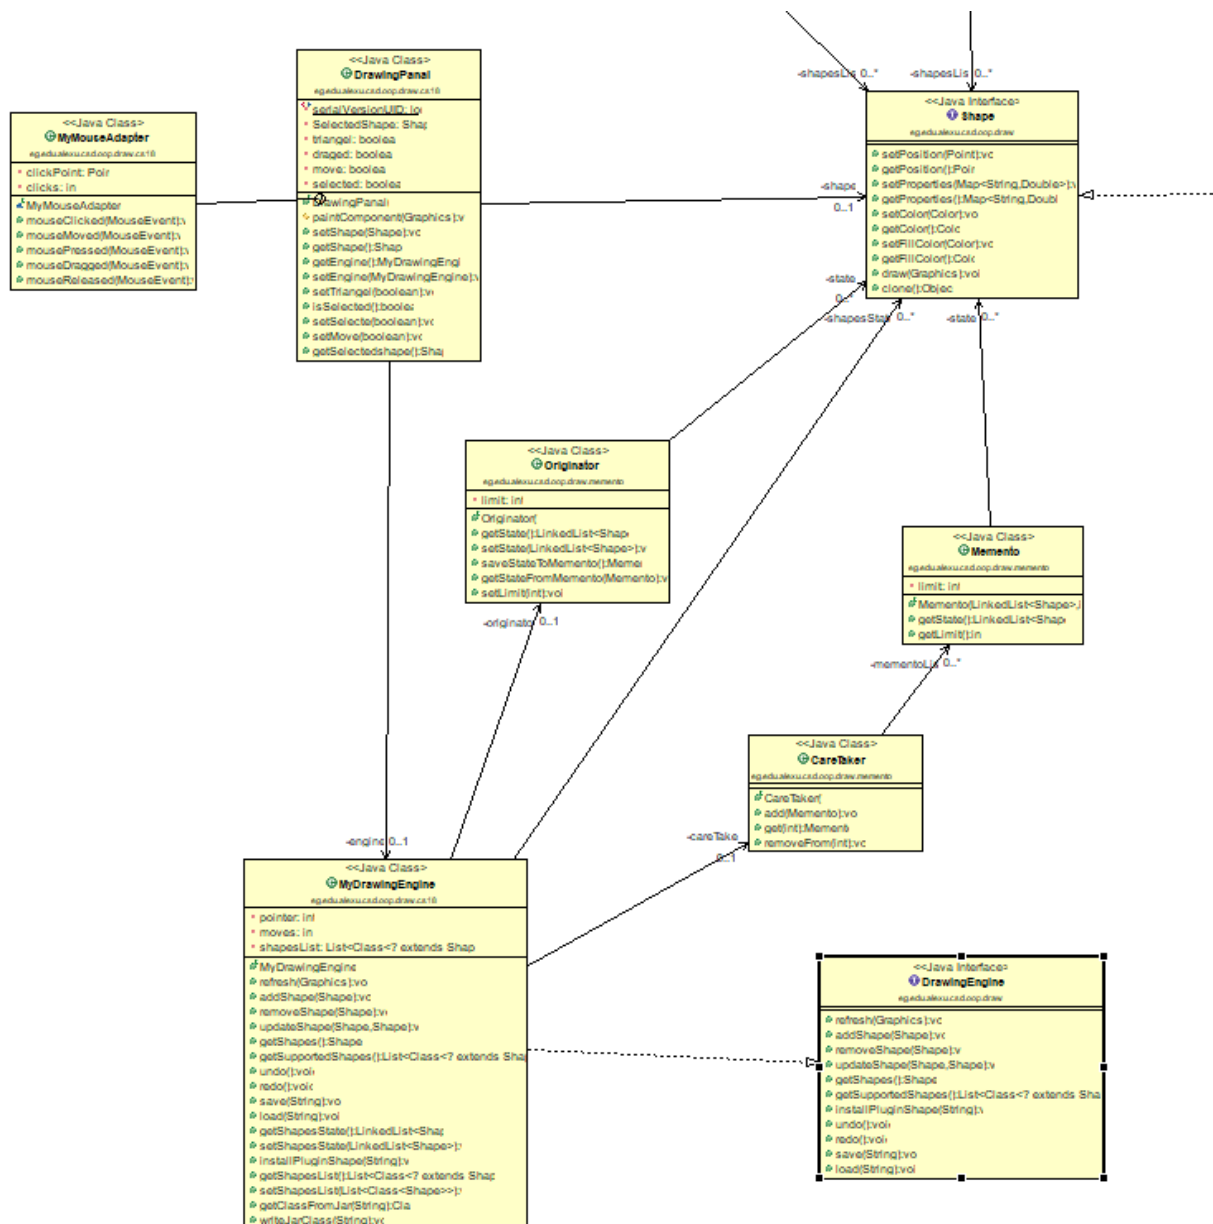 -shapesLis 0..*
-shapesLis 0..*
<<Java Class>>
DrawingPanal
eg.edu.alexu.csd.oop.draw.cs18
serialVersionUID: lo
SelectedShape: Shap
triangel: boolea
draged: boolea
move: boolea
selected: boolea
DrawingPanal(
paintComponent(Graphics):v
setShape(Shape):vc
getShape():Shap
getEngine():MyDrawingEngi
setEngine(MyDrawingEngine):v
setTriangel(boolean):v
isSelected():boolea
setSelecte(boolean):vc
setMove(boolean):vc
getSelectedshape():Sha
<<Java Class>>
MyMouseAdapter
eg.edu.alexu.csd.oop.draw.cs18
clickPoint: Poir
clicks: in
MyMouseAdapter
mouseClicked(MouseEvent):v
mouseMoved(MouseEvent):v
mousePressed(MouseEvent):
mouseDragged(MouseEvent):v
mouseReleased(MouseEvent):
<<Java Interface>
Shape
eg.edu.alexu.csd.oop.draw
setPosition(Point):vc
getPosition():Poir
setProperties(Map<String,Double>):
getProperties():Map<String,Doubl
setColor(Color):vo
getColor():Colc
setFillColor(Color):vc
getFillColor():Colc
draw(Graphics):voi
clone():Objec
-shape
0..1
-state
0..*
-shapesStat 0..*
-state 0..*
<<Java Class>
Originator
eg.edu.alexu.csd.oop.draw.memento
limit: in
Originator(
getState():LinkedList<Shap
setState(LinkedList<Shape>):v
saveStateToMemento():Memer
getStateFromMemento(Memento):v
setLimit(int):voi
-originato 0..1
<<Java Class>
Memento
eg.edu.alexu.csd.oop.draw.memento
limit: in
Memento(LinkedList<Shape>,i
getState():LinkedList<Shap
getLimit():in
-mementoLis 0..*
<<Java Class>
CareTaker
eg.edu.alexu.csd.oop.draw.memento
CareTaker(
add(Memento):vo
get(int):Mement
removeFrom(int):vc
-careTake
0..1
-engine 0..1
<<Java Class>
MyDrawingEngine
eg.edu.alexu.csd.oop.draw.cs18
pointer: in
moves: in
shapesList: List<Class<? extends Shap
MyDrawingEngine
refresh(Graphics):vo
addShape(Shape):vc
removeShape(Shape):v
updateShape(Shape,Shape):v
getShapes():Shape
getSupportedShapes():List<Class<? extends Shap
undo():voi
redo():voic
save(String):vo
load(String):voi
getShapesState():LinkedList<Shap
setShapesState(LinkedList<Shape>):
installPluginShape(String):v
getShapesList():List<Class<? extends Shap
setShapesList(List<Class<Shape>>):
getClassFromJar(String):Cla
writeJarClass(String):vc
<<Java Interface>
DrawingEngine
eg.edu.alexu.csd.oop.draw
refresh(Graphics):vc
addShape(Shape):vc
removeShape(Shape):v
updateShape(Shape,Shape):v
getShapes():Shape
getSupportedShapes():List<Class<? extends Sha
installPluginShape(String):v
undo():voi
redo():voi
save(String):vo
load(String):voi